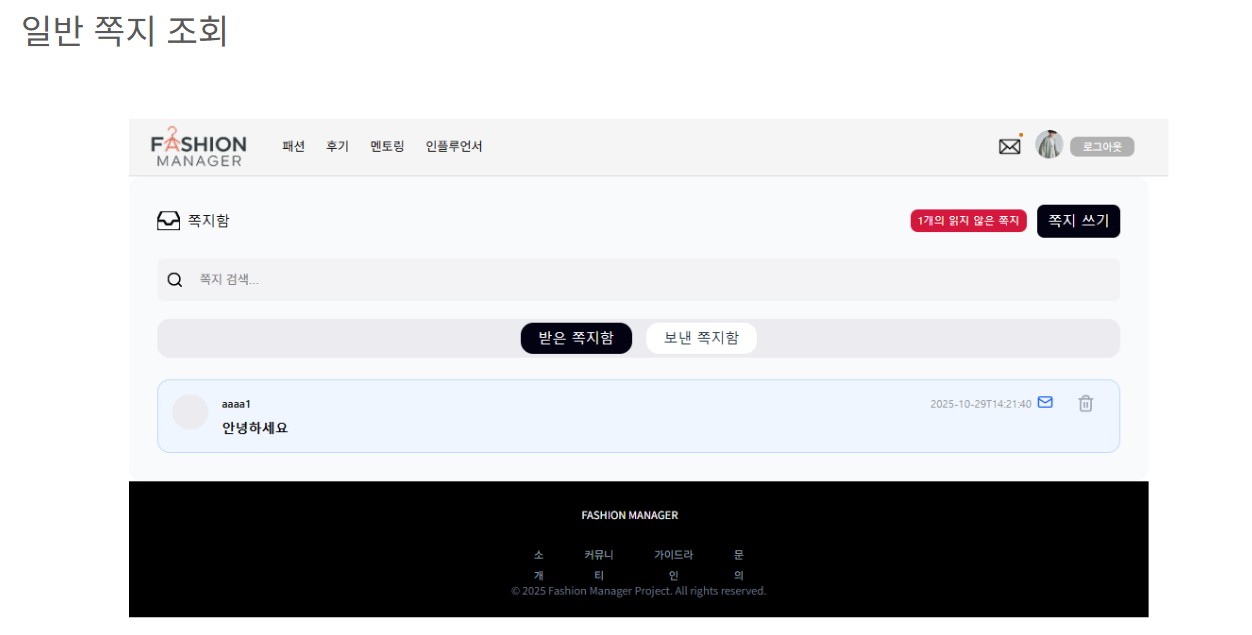 일반 쪽지 조회
FASHION
MANAGER
패션 후기 멘토링 인플루언서
로그아웃
쪽지함
1개의 읽지 않은 쪽지
쪽지 쓰기
쪽지 검색...
받은 쪽지함 보낸 쪽지함
aaaa1
2025-10-29T14:21:40
안녕하세요
FASHION MANAGER
소 커뮤니 가이드라 문
개 티 인 의
© 2025 Fashion Manager Project. All rights reserved.